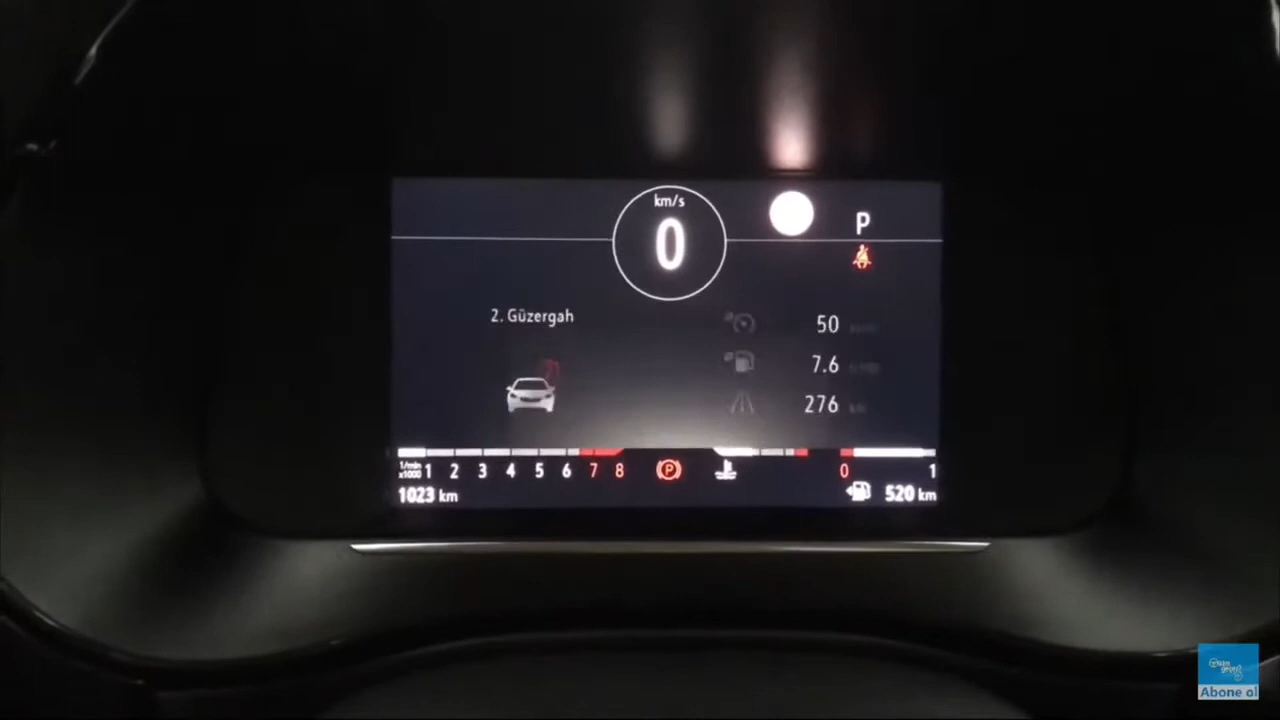 km/s
0
P
2. Güzergah
50
7.6
276
1/min
x1000
1 2 3 4 5 6 7 8
P
0 1
1023 km
520 km
Abone ol